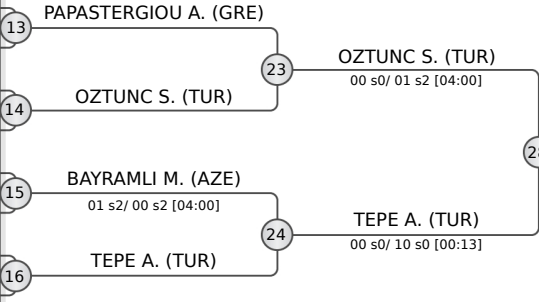 PAPASTERGIOU A. (GRE)
13
23
OZTUNC S. (TUR)
00 s0/ 01 s2 [04:00]
OZTUNC S. (TUR)
14
BAYRAMLI M. (AZE)
15
01 s2/ 00 s2 [04:00]
24
TEPE A. (TUR)
00 s0/ 10 s0 [00:13]
TEPE A. (TUR)
16